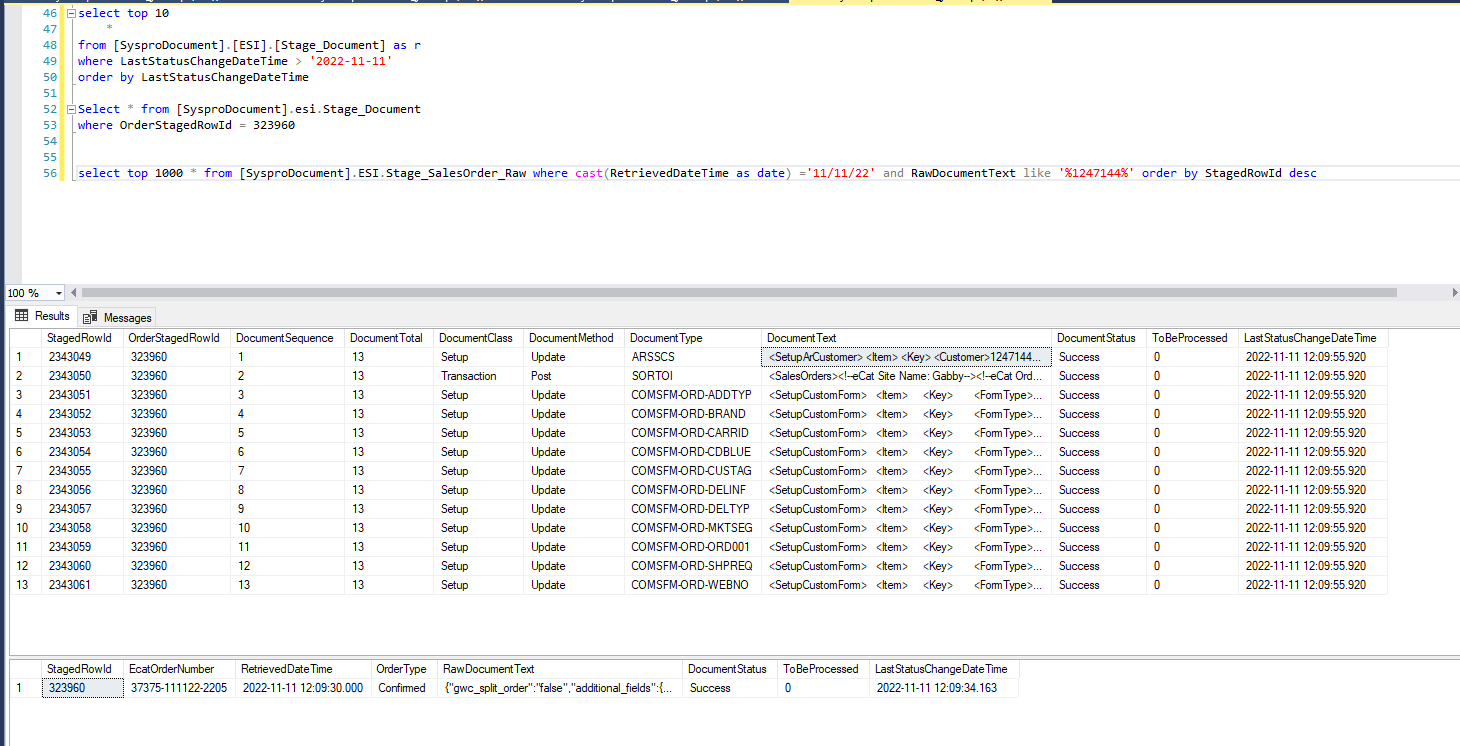 46 select top 10
47 *
48 from [SysproDocument].[ESI].[Stage_Document] as r
49 where LastStatusChangeDateTime > '2022-11-11'
50 order by LastStatusChangeDateTime
51
52 Select * from [SysproDocument].esi.Stage_Document
53 where OrderStagedRowId = 323960
54
55
56 select top 1000 * from [SysproDocument].ESI.Stage_SalesOrder_Raw where cast(RetrievedDateTime as date) ='11/11/22' and RawDocumentText like '%1247144%' order by StagedRowId desc
100 %
Results Messages
StagedRowId OrderStagedRowId DocumentSequence DocumentTotal DocumentClass DocumentMethod DocumentType DocumentText DocumentStatus ToBeProcessed LastStatusChangeDateTime
1 2343049 323960 1 13 Setup Update ARSSCS <SetupArCustomer> <Item> <Key> <Customer>1247144... Success 0 2022-11-11 12:09:55.920
2 2343050 323960 2 13 Transaction Post SORTOI <SalesOrders><!--eCat Site Name: Gabby--><!--eCat Ord... Success 0 2022-11-11 12:09:55.920
3 2343051 323960 3 13 Setup Update COMSFM-ORD-ADDTYP <SetupCustomForm> <Item> <Key> <FormType>... Success 0 2022-11-11 12:09:55.920
4 2343052 323960 4 13 Setup Update COMSFM-ORD-BRAND <SetupCustomForm> <Item> <Key> <FormType>... Success 0 2022-11-11 12:09:55.920
5 2343053 323960 5 13 Setup Update COMSFM-ORD-CARRID <SetupCustomForm> <Item> <Key> <FormType>... Success 0 2022-11-11 12:09:55.920
6 2343054 323960 6 13 Setup Update COMSFM-ORD-CDBLUE <SetupCustomForm> <Item> <Key> <FormType>... Success 0 2022-11-11 12:09:55.920
7 2343055 323960 7 13 Setup Update COMSFM-ORD-CUSTAG <SetupCustomForm> <Item> <Key> <FormType>... Success 0 2022-11-11 12:09:55.920
8 2343056 323960 8 13 Setup Update COMSFM-ORD-DELINF <SetupCustomForm> <Item> <Key> <FormType>... Success 0 2022-11-11 12:09:55.920
9 2343057 323960 9 13 Setup Update COMSFM-ORD-DELTYP <SetupCustomForm> <Item> <Key> <FormType>... Success 0 2022-11-11 12:09:55.920
10 2343058 323960 10 13 Setup Update COMSFM-ORD-MKTSEG <SetupCustomForm> <Item> <Key> <FormType>... Success 0 2022-11-11 12:09:55.920
11 2343059 323960 11 13 Setup Update COMSFM-ORD-ORD001 <SetupCustomForm> <Item> <Key> <FormType>... Success 0 2022-11-11 12:09:55.920
12 2343060 323960 12 13 Setup Update COMSFM-ORD-SHPREQ <SetupCustomForm> <Item> <Key> <FormType>... Success 0 2022-11-11 12:09:55.920
13 2343061 323960 13 13 Setup Update COMSFM-ORD-WEBNO <SetupCustomForm> <Item> <Key> <FormType>... Success 0 2022-11-11 12:09:55.920
StagedRowId EcatOrderNumber RetrievedDateTime OrderType RawDocumentText DocumentStatus ToBeProcessed LastStatusChangeDateTime
1 323960 37375-111122-2205 2022-11-11 12:09:30.000 Confirmed {"gwc_split_order":"false","additional_fields":{... Success 0 2022-11-11 12:09:34.163